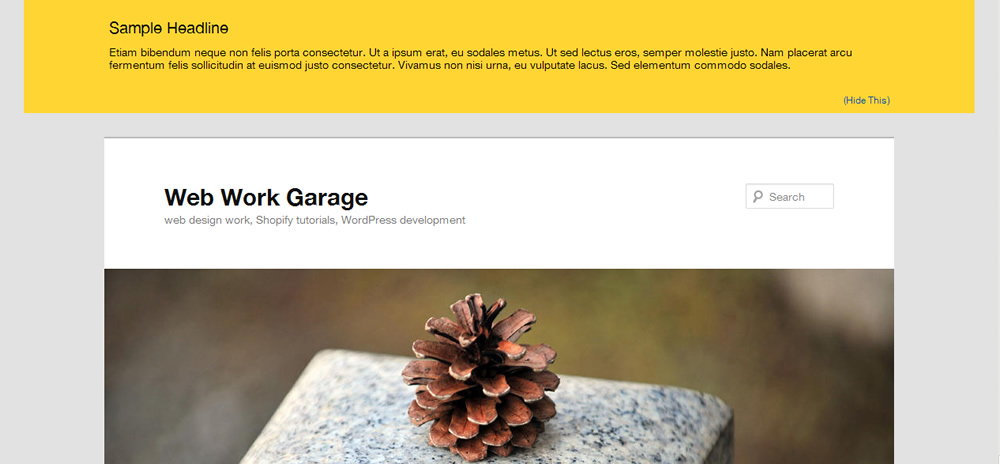 Sample Headline
Etiam bibendum neque non felis porta consectetur. Ut a ipsum erat, eu sodales metus. Ut sed lectus eros, semper molestie justo. Nam placerat arcu
fermentum felis sollicitudin at euismod justo consectetur. Vivamus non nisi urna, eu vulputate lacus. Sed elementum commodo sodales.
(Hide This)
Web Work Garage
Search
web design work, Shopify tutorials, WordPress development